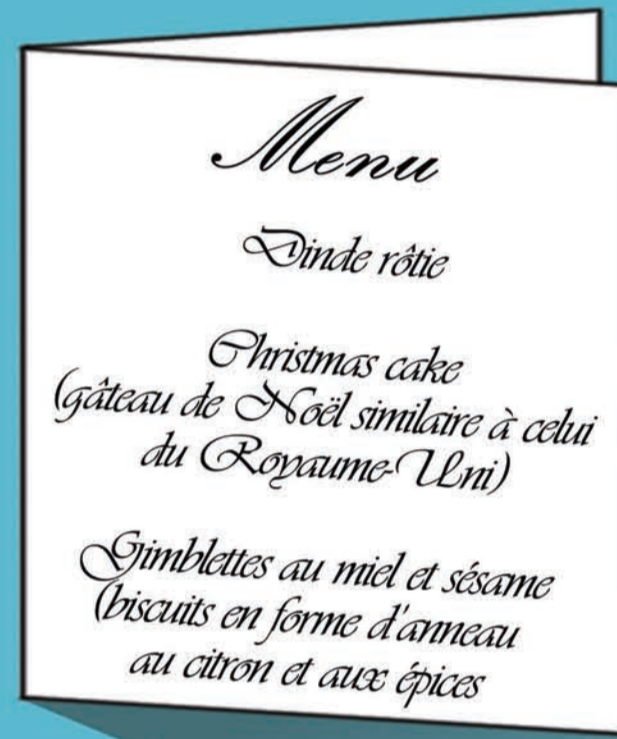 Menu
Dinde rôtie
Christmas cake
(gâteau de Noël similaire à celui
du Royaume-Uni)
Gimblettes au miel et sésame
(biscuits en forme d'anneau
au citron et aux épices